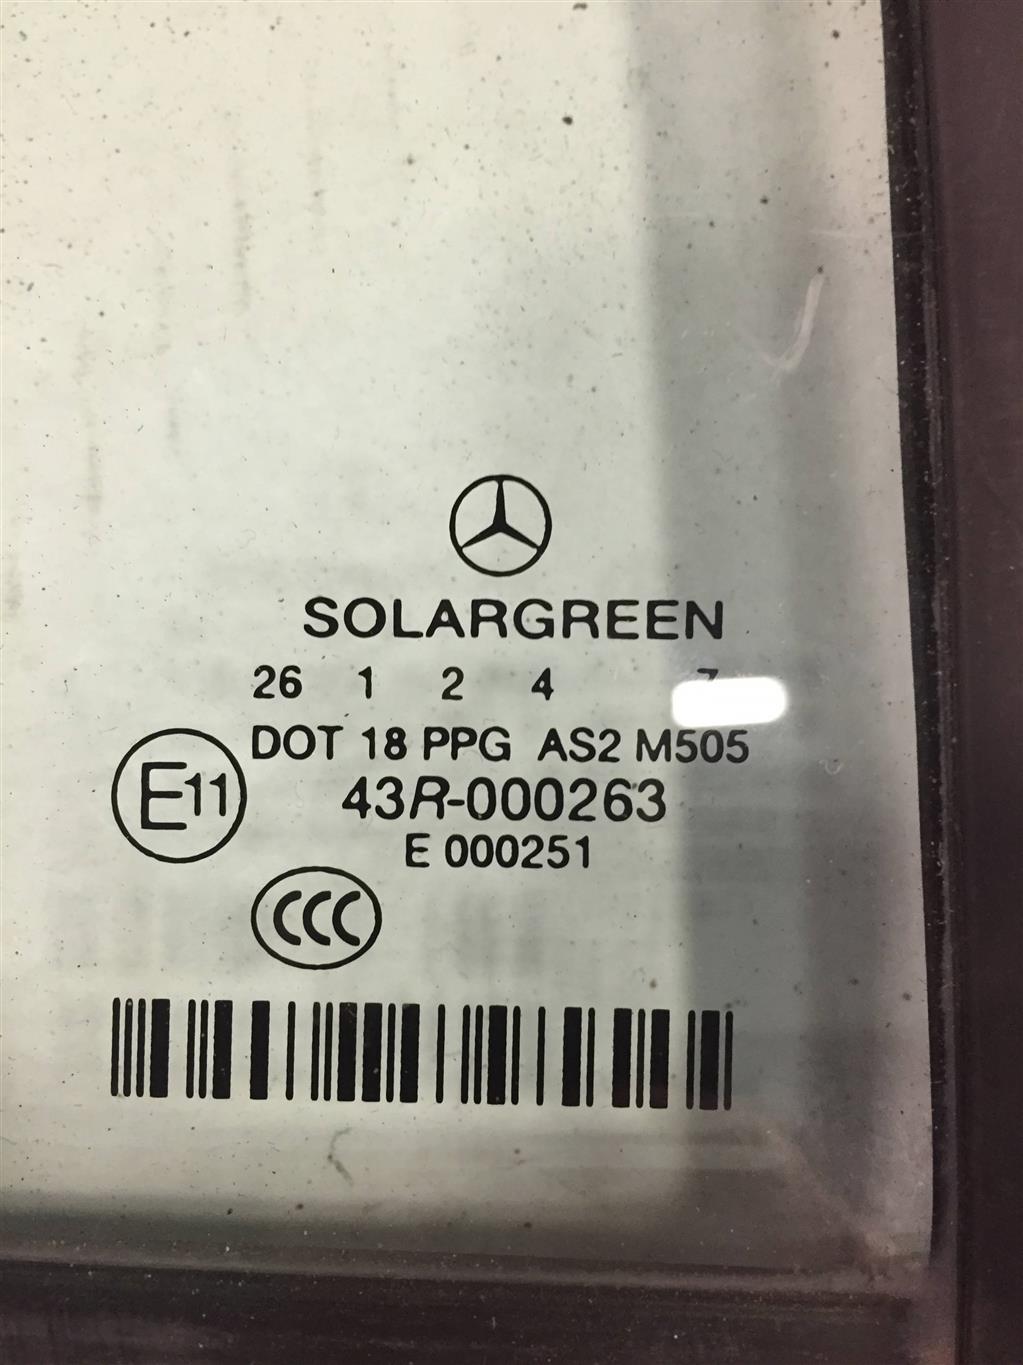 SOLARGREEN
26 1 2 4
DOT 18 PPG AS2 M505
E11
43R-000263
E 000251
CCC